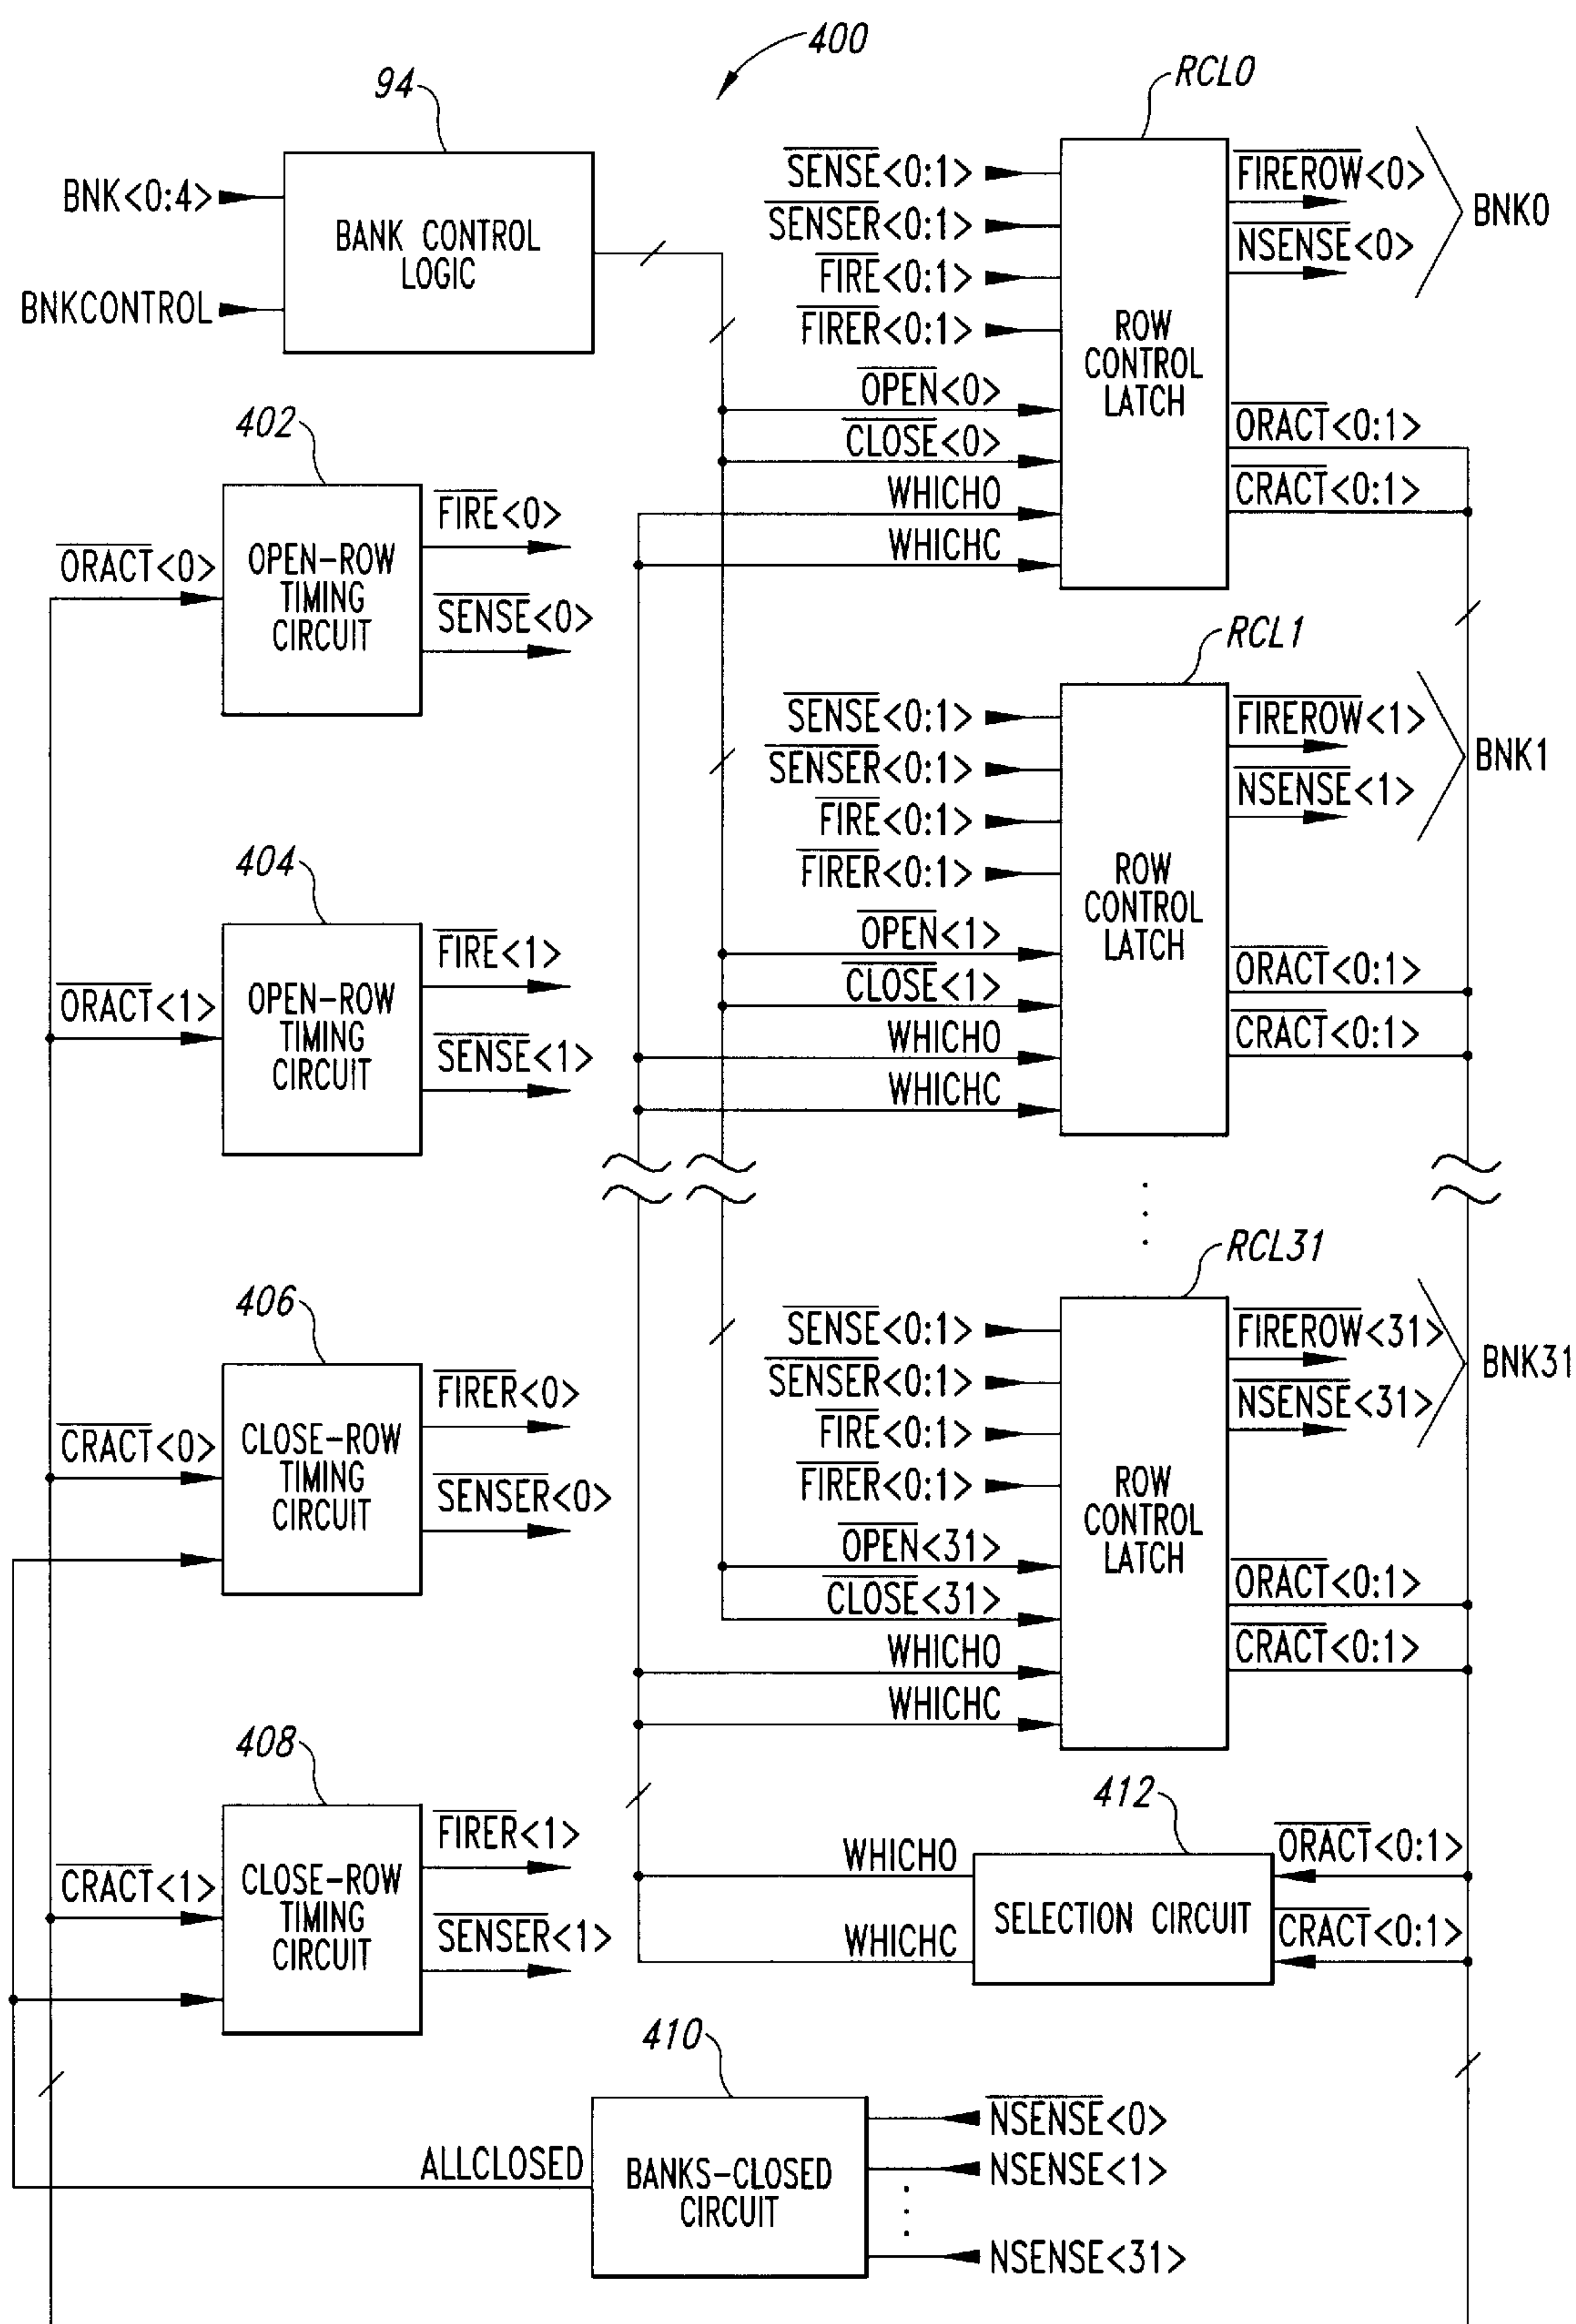 400
94
BNK<0:4>
BNKCONTROL
BANK CONTROL
LOGIC
402
ORACT<0>
OPEN-ROW
TIMING
CIRCUIT
FIRE<0>
SENSE<0>
404
ORACT<1>
OPEN-ROW
TIMING
CIRCUIT
FIRE<1>
SENSE<1>
406
CRACT<0>
CLOSE-ROW
TIMING
CIRCUIT
FIRER<0>
SENSER<0>
408
CRACT<1>
CLOSE-ROW
TIMING
CIRCUIT
FIRER<1>
SENSER<1>
RCL0
SENSE<0:1>
SENSER<0:1>
FIRE<0:1>
FIRER<0:1>
OPEN<0>
CLOSE<0>
WHICHO
WHICHC
ROW
CONTROL
LATCH
FIREROW<0>
NSENSE<0>
BNK0
ORACT<0:1>
CRACT<0:1>
RCL1
SENSE<0:1>
SENSER<0:1>
FIRE<0:1>
FIRER<0:1>
OPEN<1>
CLOSE<1>
WHICHO
WHICHC
ROW
CONTROL
LATCH
FIREROW<1>
NSENSE<1>
BNK1
ORACT<0:1>
CRACT<0:1>
RCL31
SENSE<0:1>
SENSER<0:1>
FIRE<0:1>
FIRER<0:1>
OPEN<31>
CLOSE<31>
WHICHO
WHICHC
ROW
CONTROL
LATCH
FIREROW<31>
NSENSE<31>
BNK31
ORACT<0:1>
CRACT<0:1>
412
WHICHO
WHICHC
SELECTION CIRCUIT
ORACT<0:1>
CRACT<0:1>
410
ALLCLOSED
BANKS-CLOSED
CIRCUIT
NSENSE<0>
NSENSE<1>
NSENSE<31>